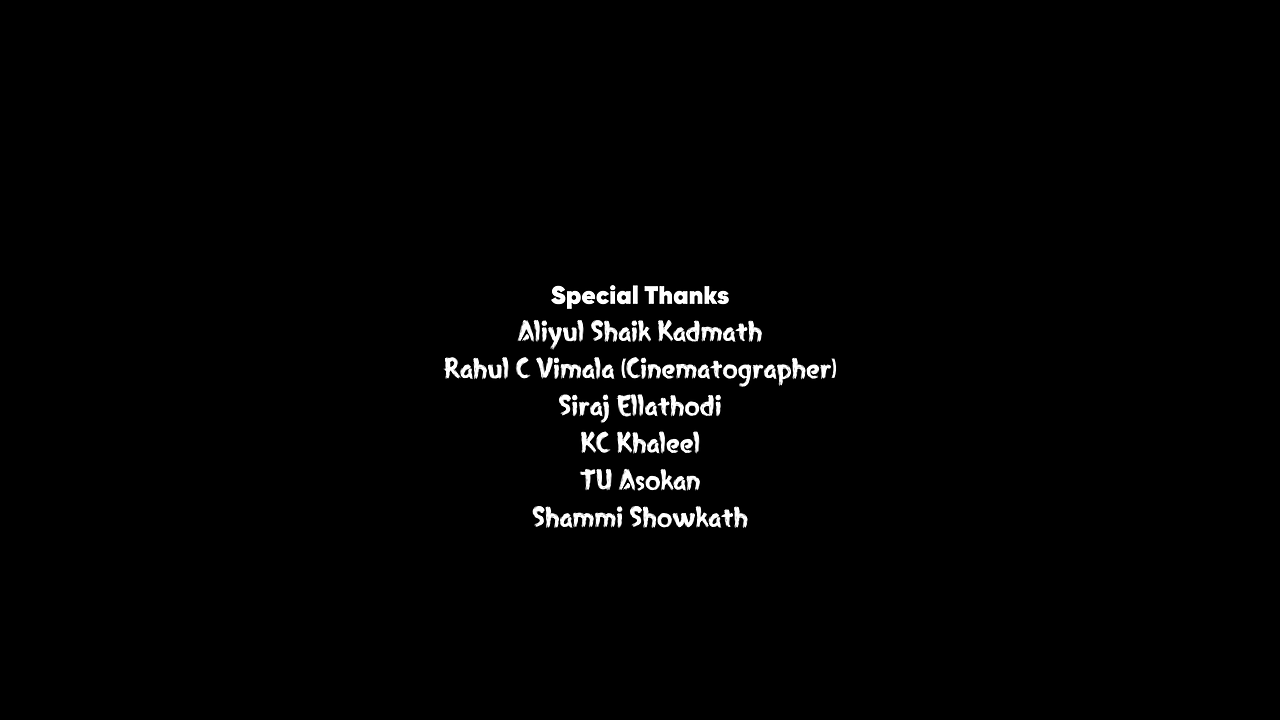 Special Thanks
Aliyul Shaik Kadmath
Rahul C Vimala (Cinematographer)
Siraj Ellathodi
KC Khaleel
TU Asokan
Shammi Showkath